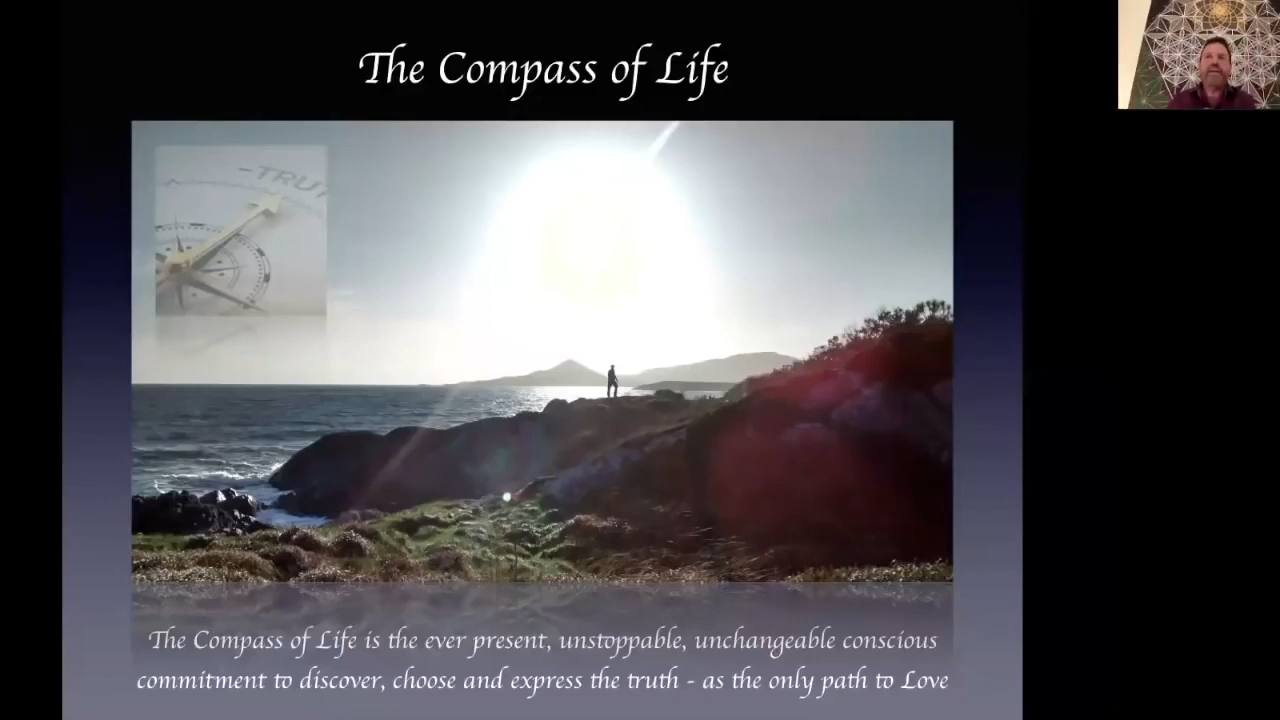 The Compass of Life
The Compass of Life is the ever present, unstoppable, unchangeable conscious
commitment to discover, choose and express the truth - as the only path to Love